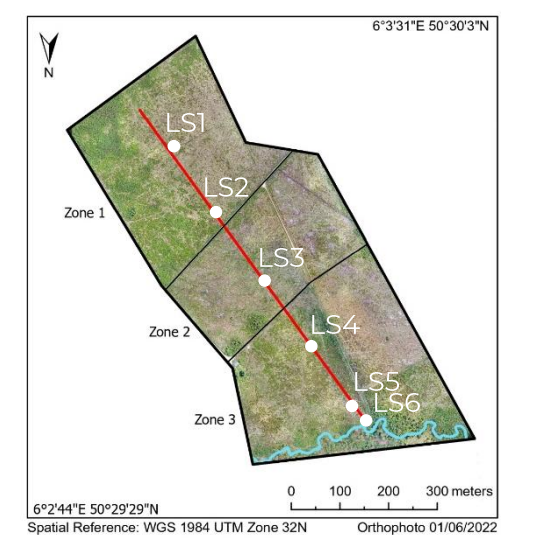 6°3'31"E 50°30'3"N
N
LS1
LS2
Zone 1
LS3
LS4
Zone 2
LS5
LS6
Zone 3
0 100 200 300 meters
6°2'44"E 50°29'29"N
Spatial Reference: WGS 1984 UTM Zone 32N Orthophoto 01/06/2022